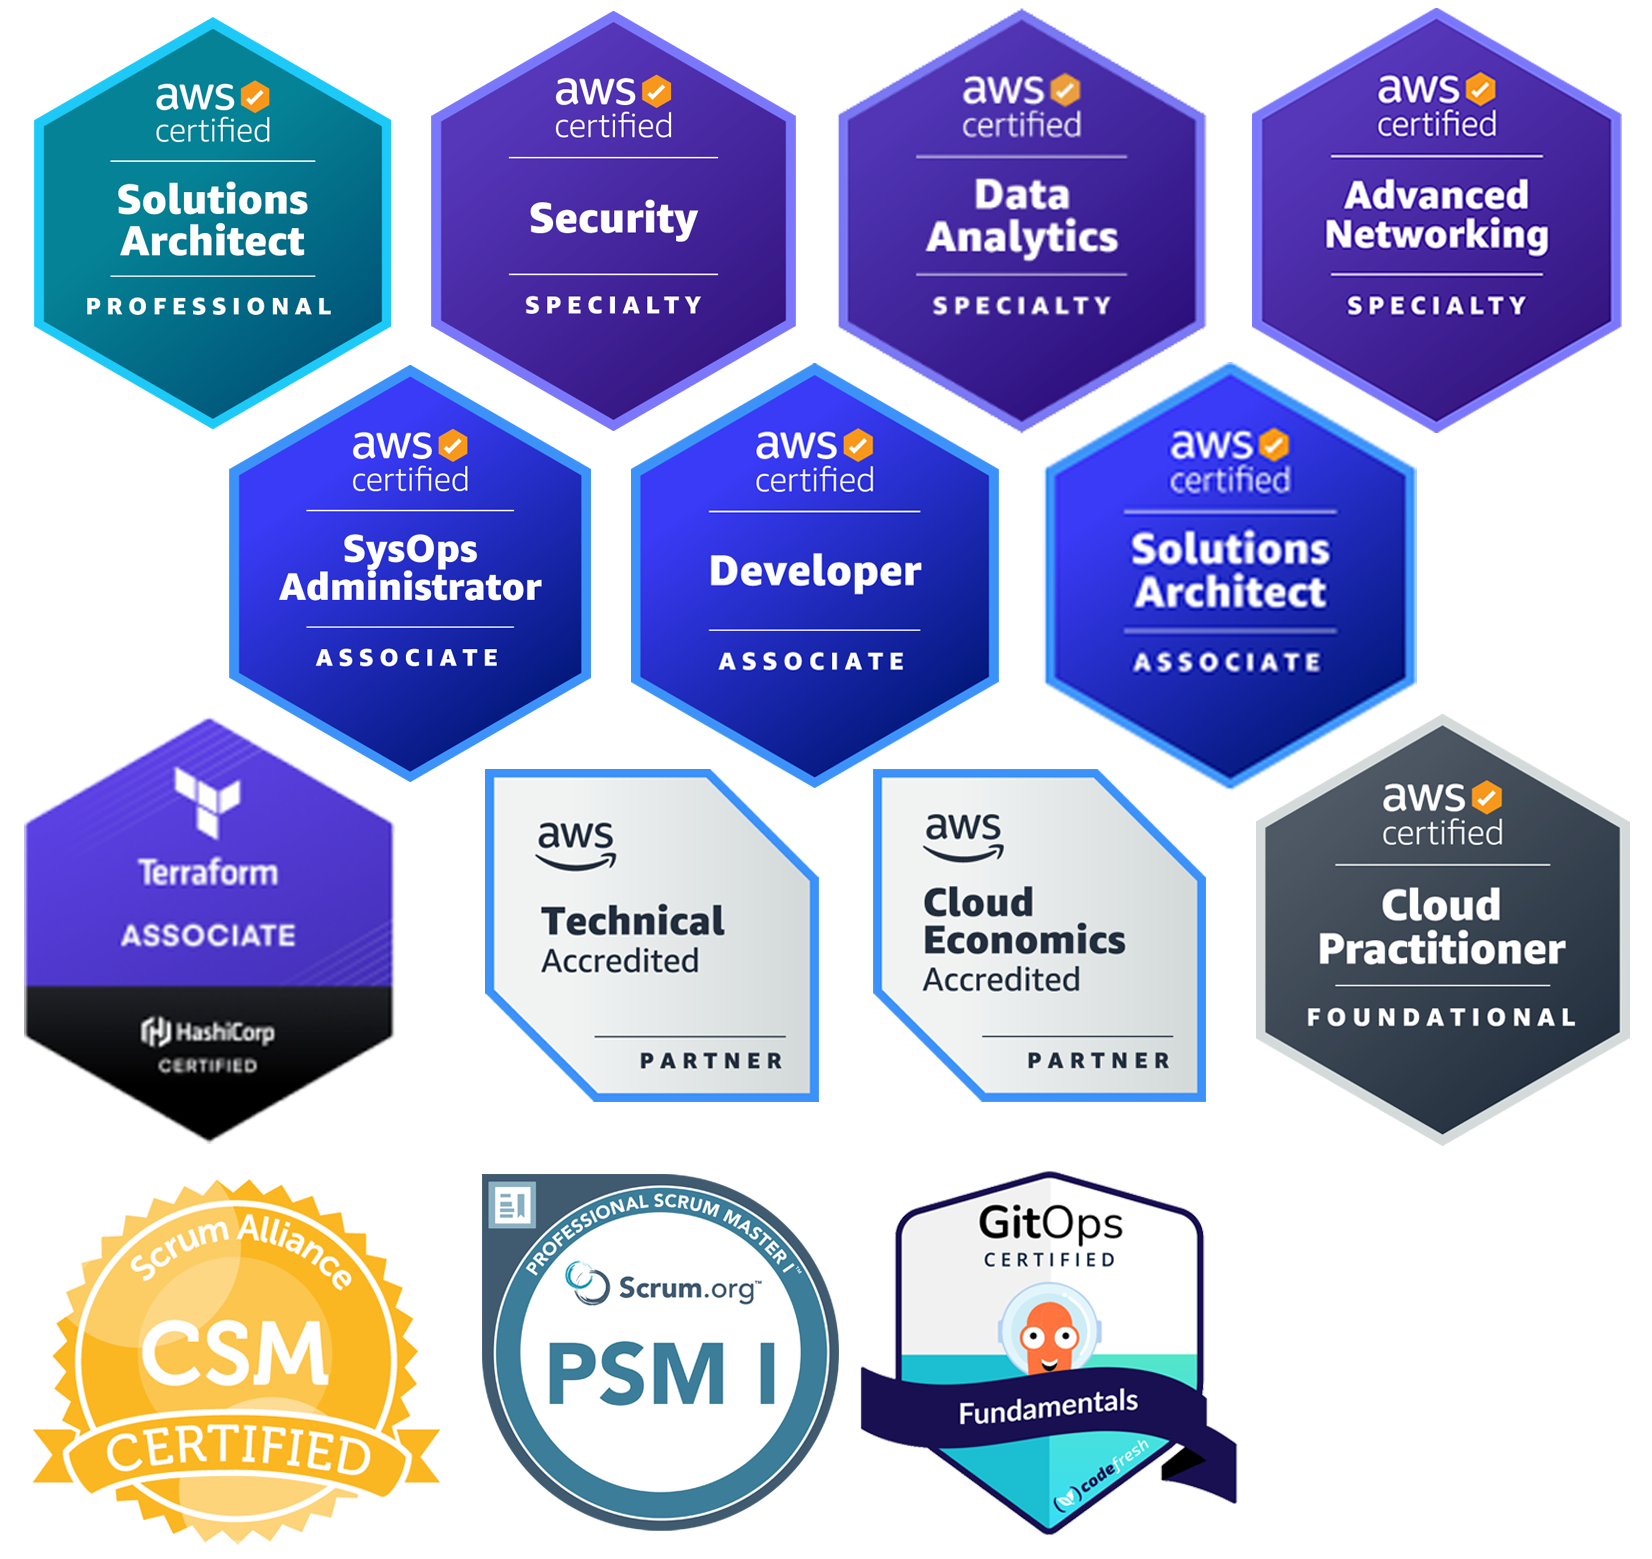 aws
certified
Solutions
Architect
PROFESSIONAL
aws
certified
Security
SPECIALTY
aws
certified
Data
Analytics
SPECIALTY
aws
certified
Advanced
Networking
SPECIALTY
aws
certified
SysOps
Administrator
ASSOCIATE
aws
certified
Developer
ASSOCIATE
aws
certified
Solutions
Architect
ASSOCIATE
Terraform
ASSOCIATE
HashiCorp
CERTIFIED
aws
Technical
Accredited
PARTNER
aws
Cloud
Economics
Accredited
PARTNER
aws
certified
Cloud
Practitioner
FOUNDATIONAL
Scrum Alliance
CSM
CERTIFIED
PROFESSIONAL SCRUM MASTER I™
Scrum.org™
PSM I
GitOps
CERTIFIED
Fundamentals
codefresh